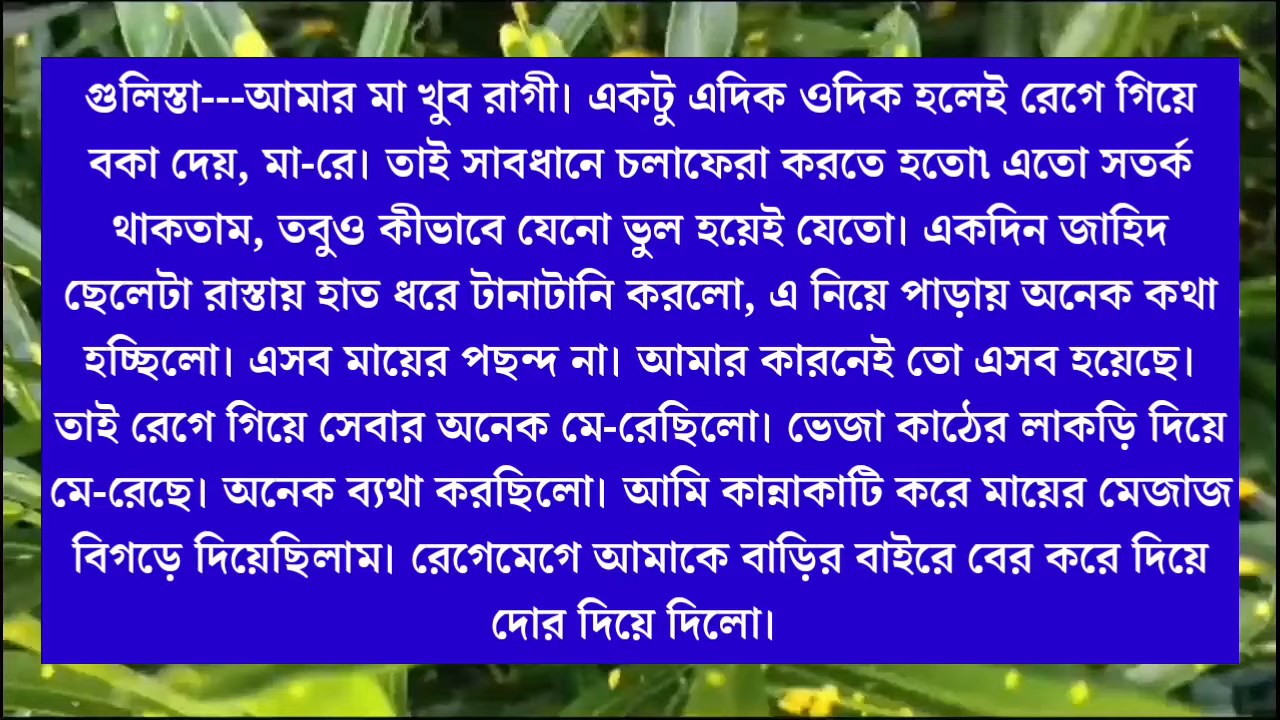 গুলিস্তা---আমার মা খুব রাগী। একটু এদিক ওদিক হলেই রেগে গিয়ে
বকা দেয়, মা-রে। তাই সাবধানে চলাফেরা করতে হতো৷ এতো সতর্ক
থাকতাম, তবুও কীভাবে যেনো ভুল হয়েই যেতো। একদিন জাহিদ
ছেলেটা রাস্তায় হাত ধরে টানাটানি করলো, এ নিয়ে পাড়ায় অনেক কথা
হচ্ছিলো। এসব মায়ের পছন্দ না। আমার কারনেই তো এসব হয়েছে।
তাই রেগে গিয়ে সেবার অনেক মে-রেছিলো। ভেজা কাঠের লাকড়ি দিয়ে
মে-রেছে। অনেক ব্যথা করছিলো। আমি কান্নাকাটি করে মায়ের মেজাজ
বিগড়ে দিয়েছিলাম। রেগেমেগে আমাকে বাড়ির বাইরে বের করে দিয়ে
দোর দিয়ে দিলো।